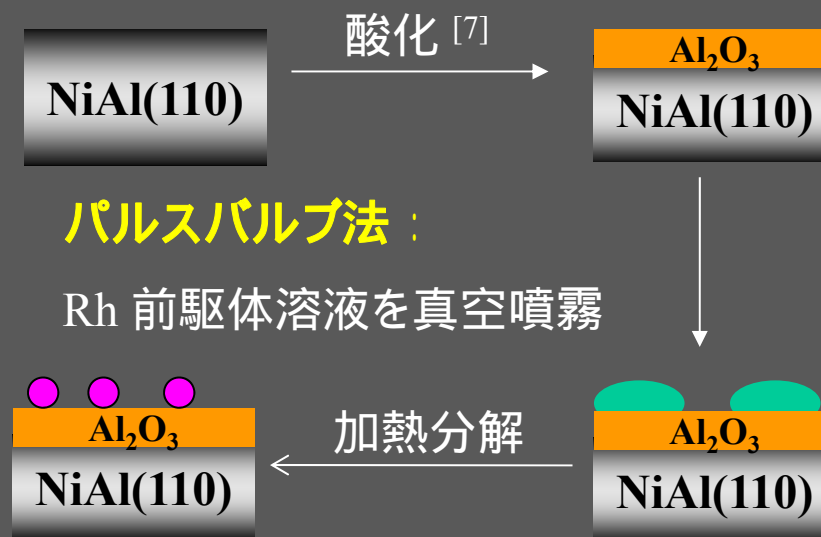 酸化 [7]
NiAl(110)
Al₂O₃
NiAl(110)
パルスバルブ法：
Rh 前駆体溶液を真空噴霧
Al₂O₃
NiAl(110)
加熱分解
Al₂O₃
NiAl(110)